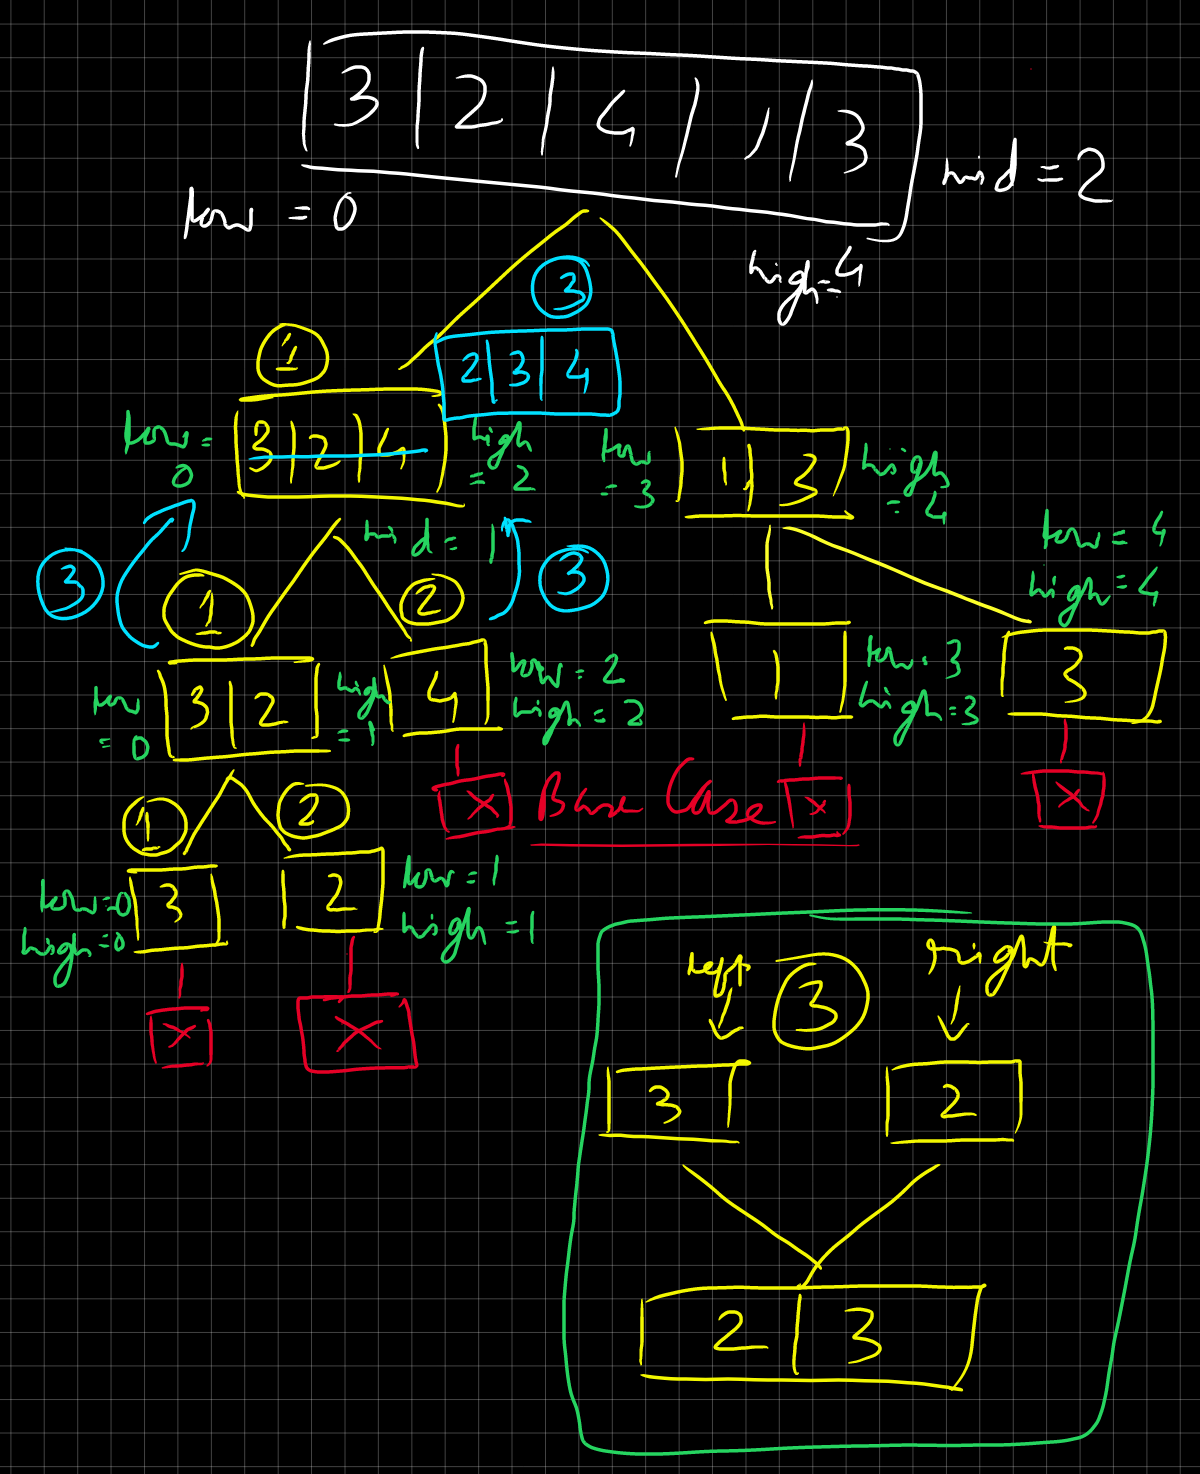 3 | 2 | 4 | 1 | 3
mid = 2
low = 0
high = 4
3
1
2 | 3 | 4
low = 0
3 | 2 | 4
high = 2
low = 3
1 | 3
high = 4
mid = 1
low = 4
high = 4
3
1
2
3
low = 0
3 | 2
high = 1
4
low = 2
high = 2
1
low = 3
high = 3
3
1
2
X
Base Case
X
X
low = 0
high = 0
3
2
low = 1
high = 1
X
X
left
3
right
3
2
2 | 3